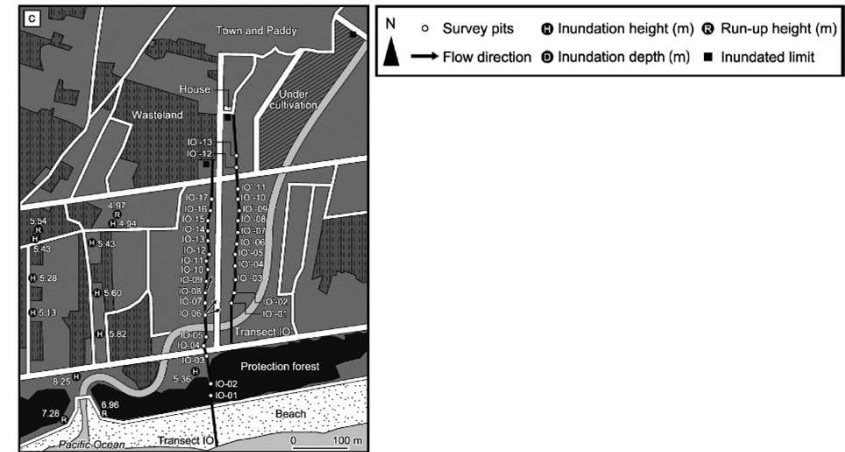 C
Town and Paddy
House
Under
cultivation
Wasteland
IO'-13
IO'-12
IO-17
IO-16
IO-15
IO-14
IO-13
IO-12
IO-11
IO-10
IO-09
IO-08
IO-07
IO-06
IO-05
IO-04
IO-03
IO-02
IO-01
IO'-11
IO'-10
IO'-09
IO'-08
IO'-07
IO'-06
IO'-05
IO'-04
IO'-03
IO'-02
IO'-01
4.97
R
H 4.94
5.54
R
H
5.43
H 5.43
H 5.28
H 5.60
H 5.13
H 5.82
Transect IO'
Protection forest
H
8.25
H
5.36
6.96
R
7.28 R
Beach
Pacific Ocean
Transect IO
0 100 m
N
Survey pits
H Inundation height (m)
R Run-up height (m)
Flow direction
D Inundation depth (m)
Inundated limit